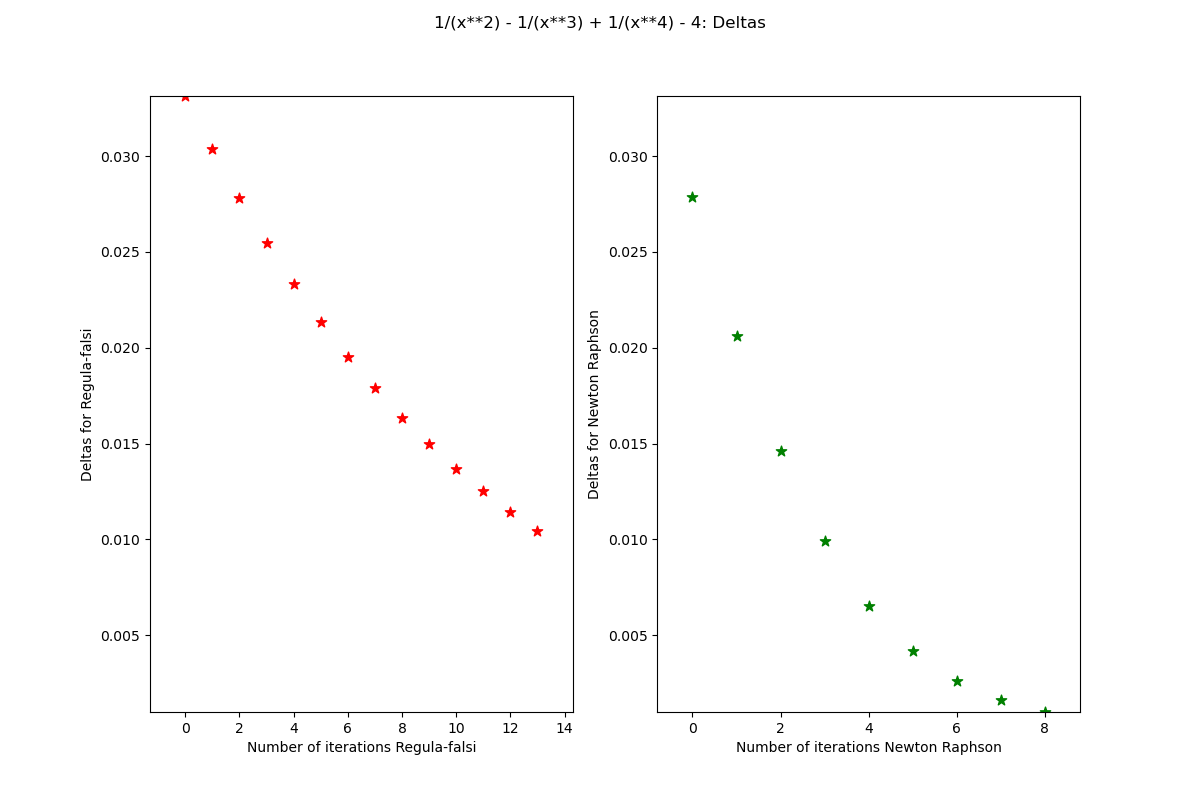 1/(x**2) - 1/(x**3) + 1/(x**4) - 4: Deltas
Deltas for Regula-falsi
0.030
0.025
0.020
0.015
0.010
0.005
0 2 4 6 8 10 12 14
Number of iterations Regula-falsi
Deltas for Newton Raphson
0.030
0.025
0.020
0.015
0.010
0.005
0 2 4 6 8
Number of iterations Newton Raphson